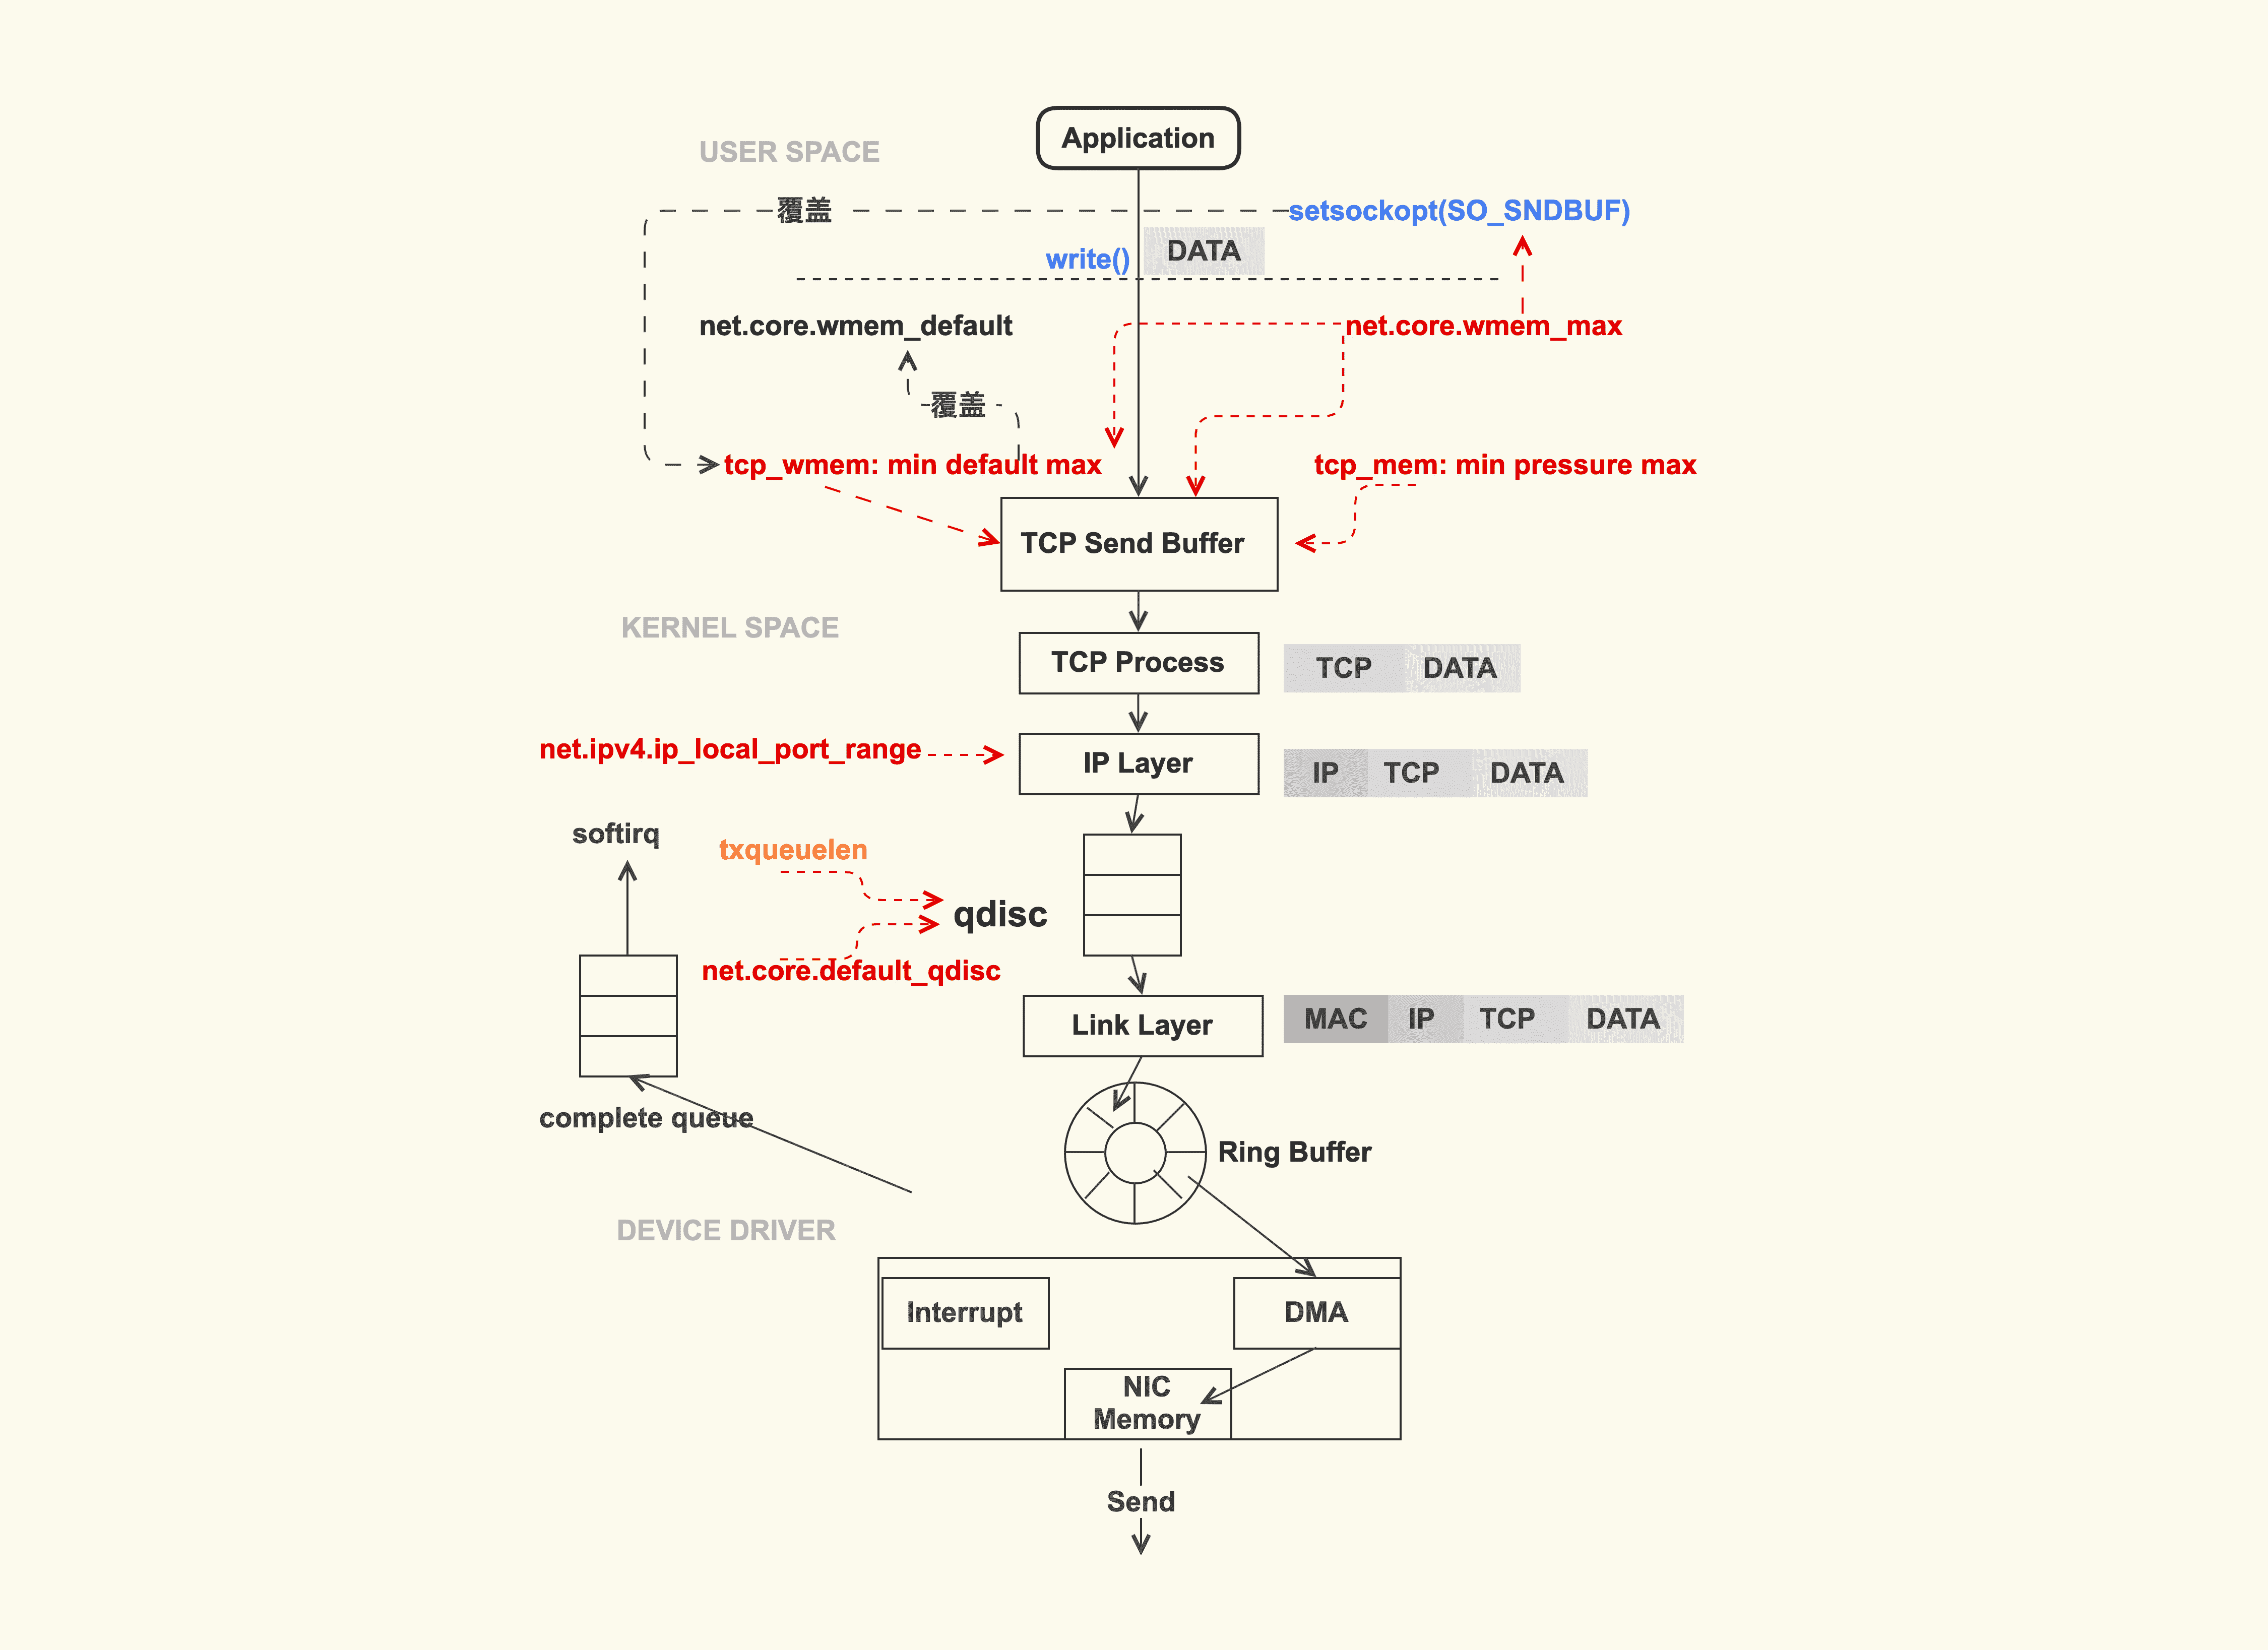 Application
USER SPACE
覆盖
setsockopt(SO_SNDBUF)
write()
DATA
net.core.wmem_default
net.core.wmem_max
覆盖
tcp_wmem: min default max
tcp_mem: min pressure max
TCP Send Buffer
KERNEL SPACE
TCP Process
TCP DATA
net.ipv4.ip_local_port_range
IP Layer
IP TCP DATA
softirq
txqueuelen
qdisc
net.core.default_qdisc
Link Layer
MAC IP TCP DATA
complete queue
Ring Buffer
DEVICE DRIVER
Interrupt
DMA
NIC
Memory
Send